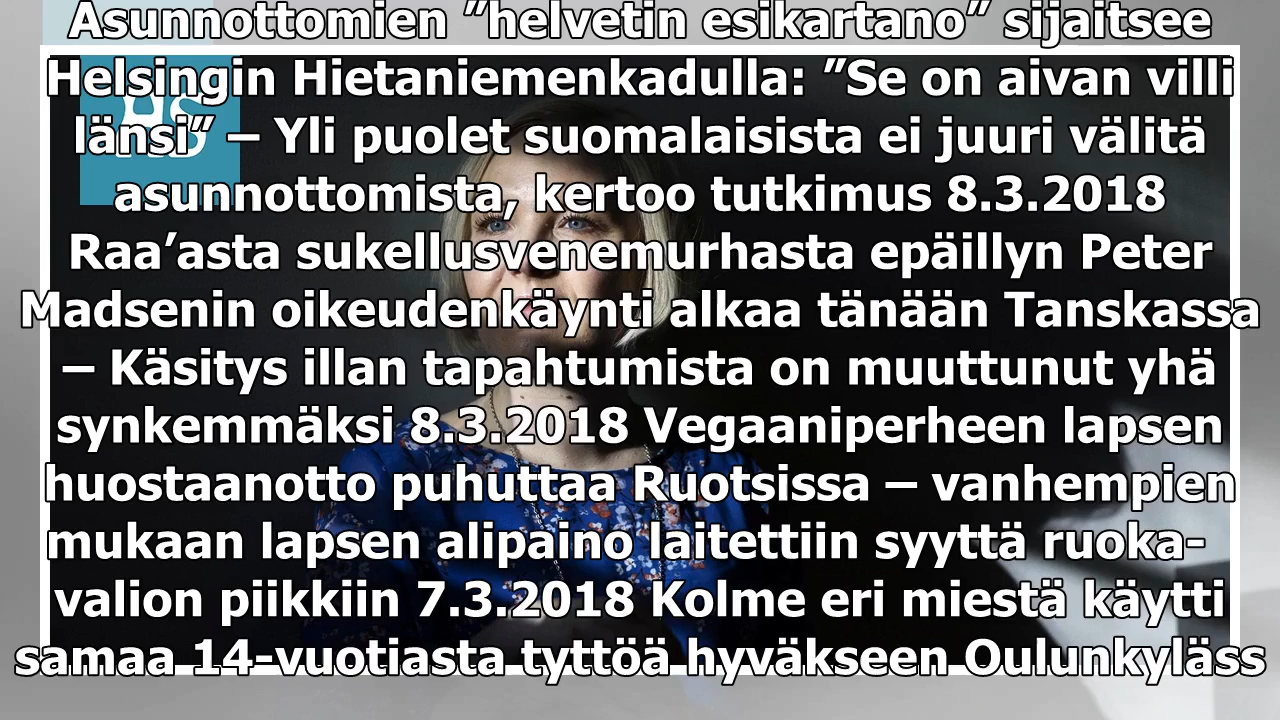 Asunnottomien ”helvetin esikartano” sijaitsee
Helsingin Hietaniemenkadulla: ”Se on aivan villi
länsi” – Yli puolet suomalaisista ei juuri välitä
asunnottomista, kertoo tutkimus 8.3.2018
Raa’asta sukellusvenemurhasta epäillyn Peter
Madsenin oikeudenkäynti alkaa tänään Tanskassa
– Käsitys illan tapahtumista on muuttunut yhä
synkemmäksi 8.3.2018 Vegaaniperheen lapsen
huostaanotto puhuttaa Ruotsissa – vanhempien
mukaan lapsen alipaino laitettiin syyttä ruoka-
valion piikkiin 7.3.2018 Kolme eri miestä käytti
samaa 14-vuotiasta tyttöä hyväkseen Oulunkyläss
HS